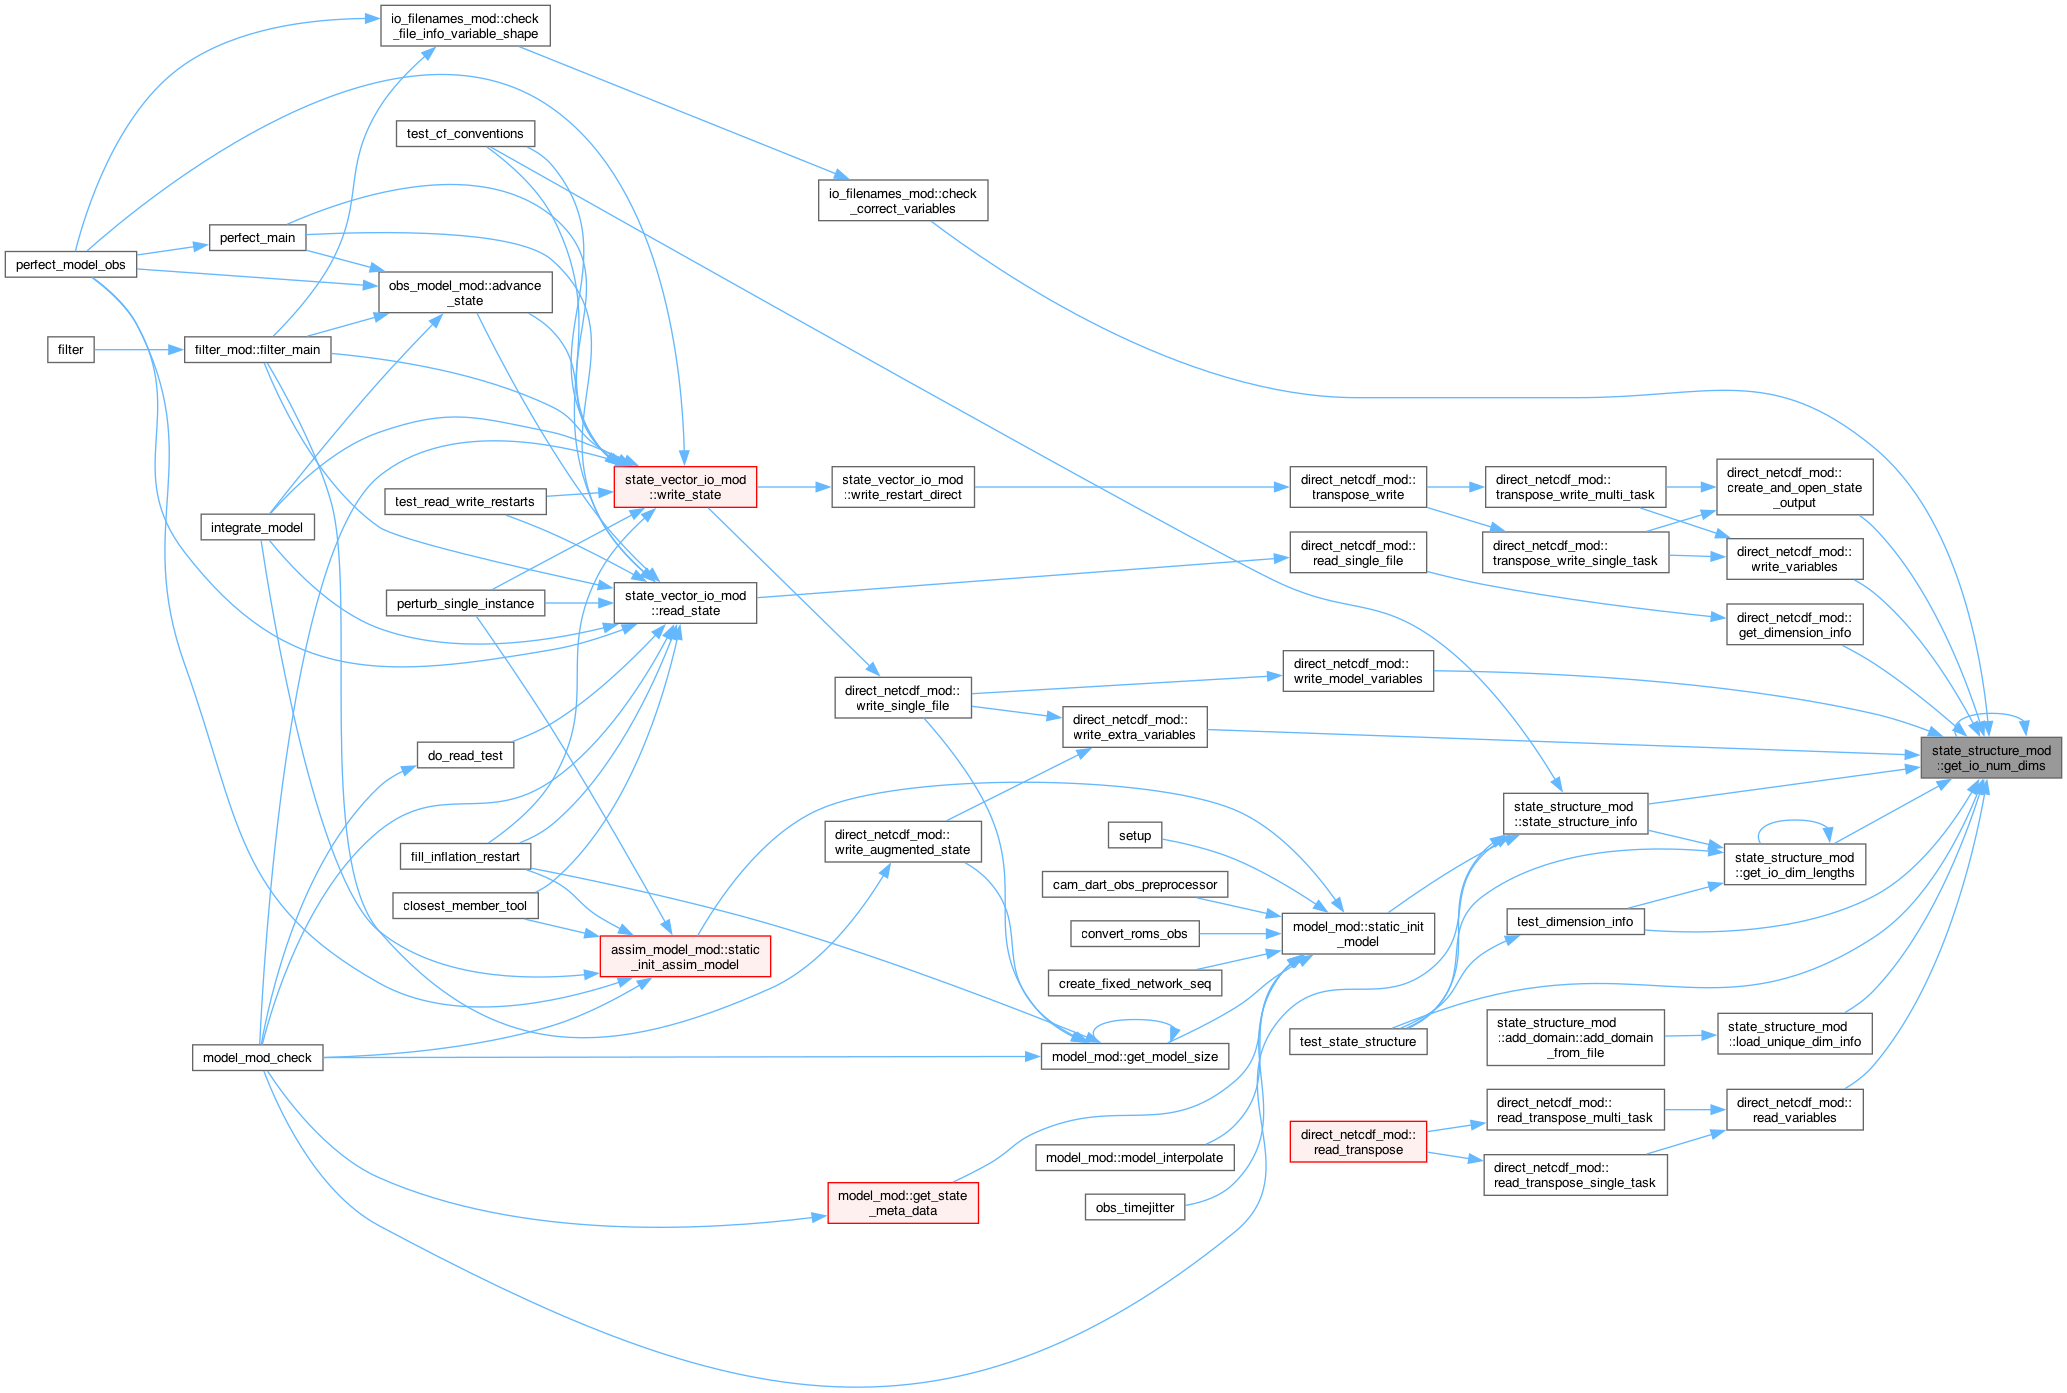 io_filenames_mod::check
_file_info_variable_shape
test_cf_conventions
io_filenames_mod::check
_correct_variables
perfect_main
perfect_model_obs
obs_model_mod::advance
_state
filter
filter_mod::filter_main
state_vector_io_mod
::write_state
state_vector_io_mod
::write_restart_direct
direct_netcdf_mod::
transpose_write
direct_netcdf_mod::
transpose_write_multi_task
direct_netcdf_mod::
create_and_open_state
_output
test_read_write_restarts
integrate_model
direct_netcdf_mod::
read_single_file
direct_netcdf_mod::
transpose_write_single_task
direct_netcdf_mod::
write_variables
perturb_single_instance
state_vector_io_mod
::read_state
direct_netcdf_mod::
get_dimension_info
direct_netcdf_mod::
write_single_file
direct_netcdf_mod::
write_model_variables
direct_netcdf_mod::
write_extra_variables
do_read_test
state_structure_mod
::get_io_num_dims
state_structure_mod
::state_structure_info
setup
direct_netcdf_mod::
write_augmented_state
fill_inflation_restart
state_structure_mod
::get_io_dim_lengths
cam_dart_obs_preprocessor
closest_member_tool
test_dimension_info
convert_roms_obs
model_mod::static_init
_model
assim_model_mod::static
_init_assim_model
create_fixed_network_seq
state_structure_mod
::add_domain::add_domain
_from_file
state_structure_mod
::load_unique_dim_info
test_state_structure
model_mod_check
model_mod::get_model_size
direct_netcdf_mod::
read_transpose_multi_task
direct_netcdf_mod::
read_variables
direct_netcdf_mod::
read_transpose
model_mod::model_interpolate
direct_netcdf_mod::
read_transpose_single_task
model_mod::get_state
_meta_data
obs_timejitter